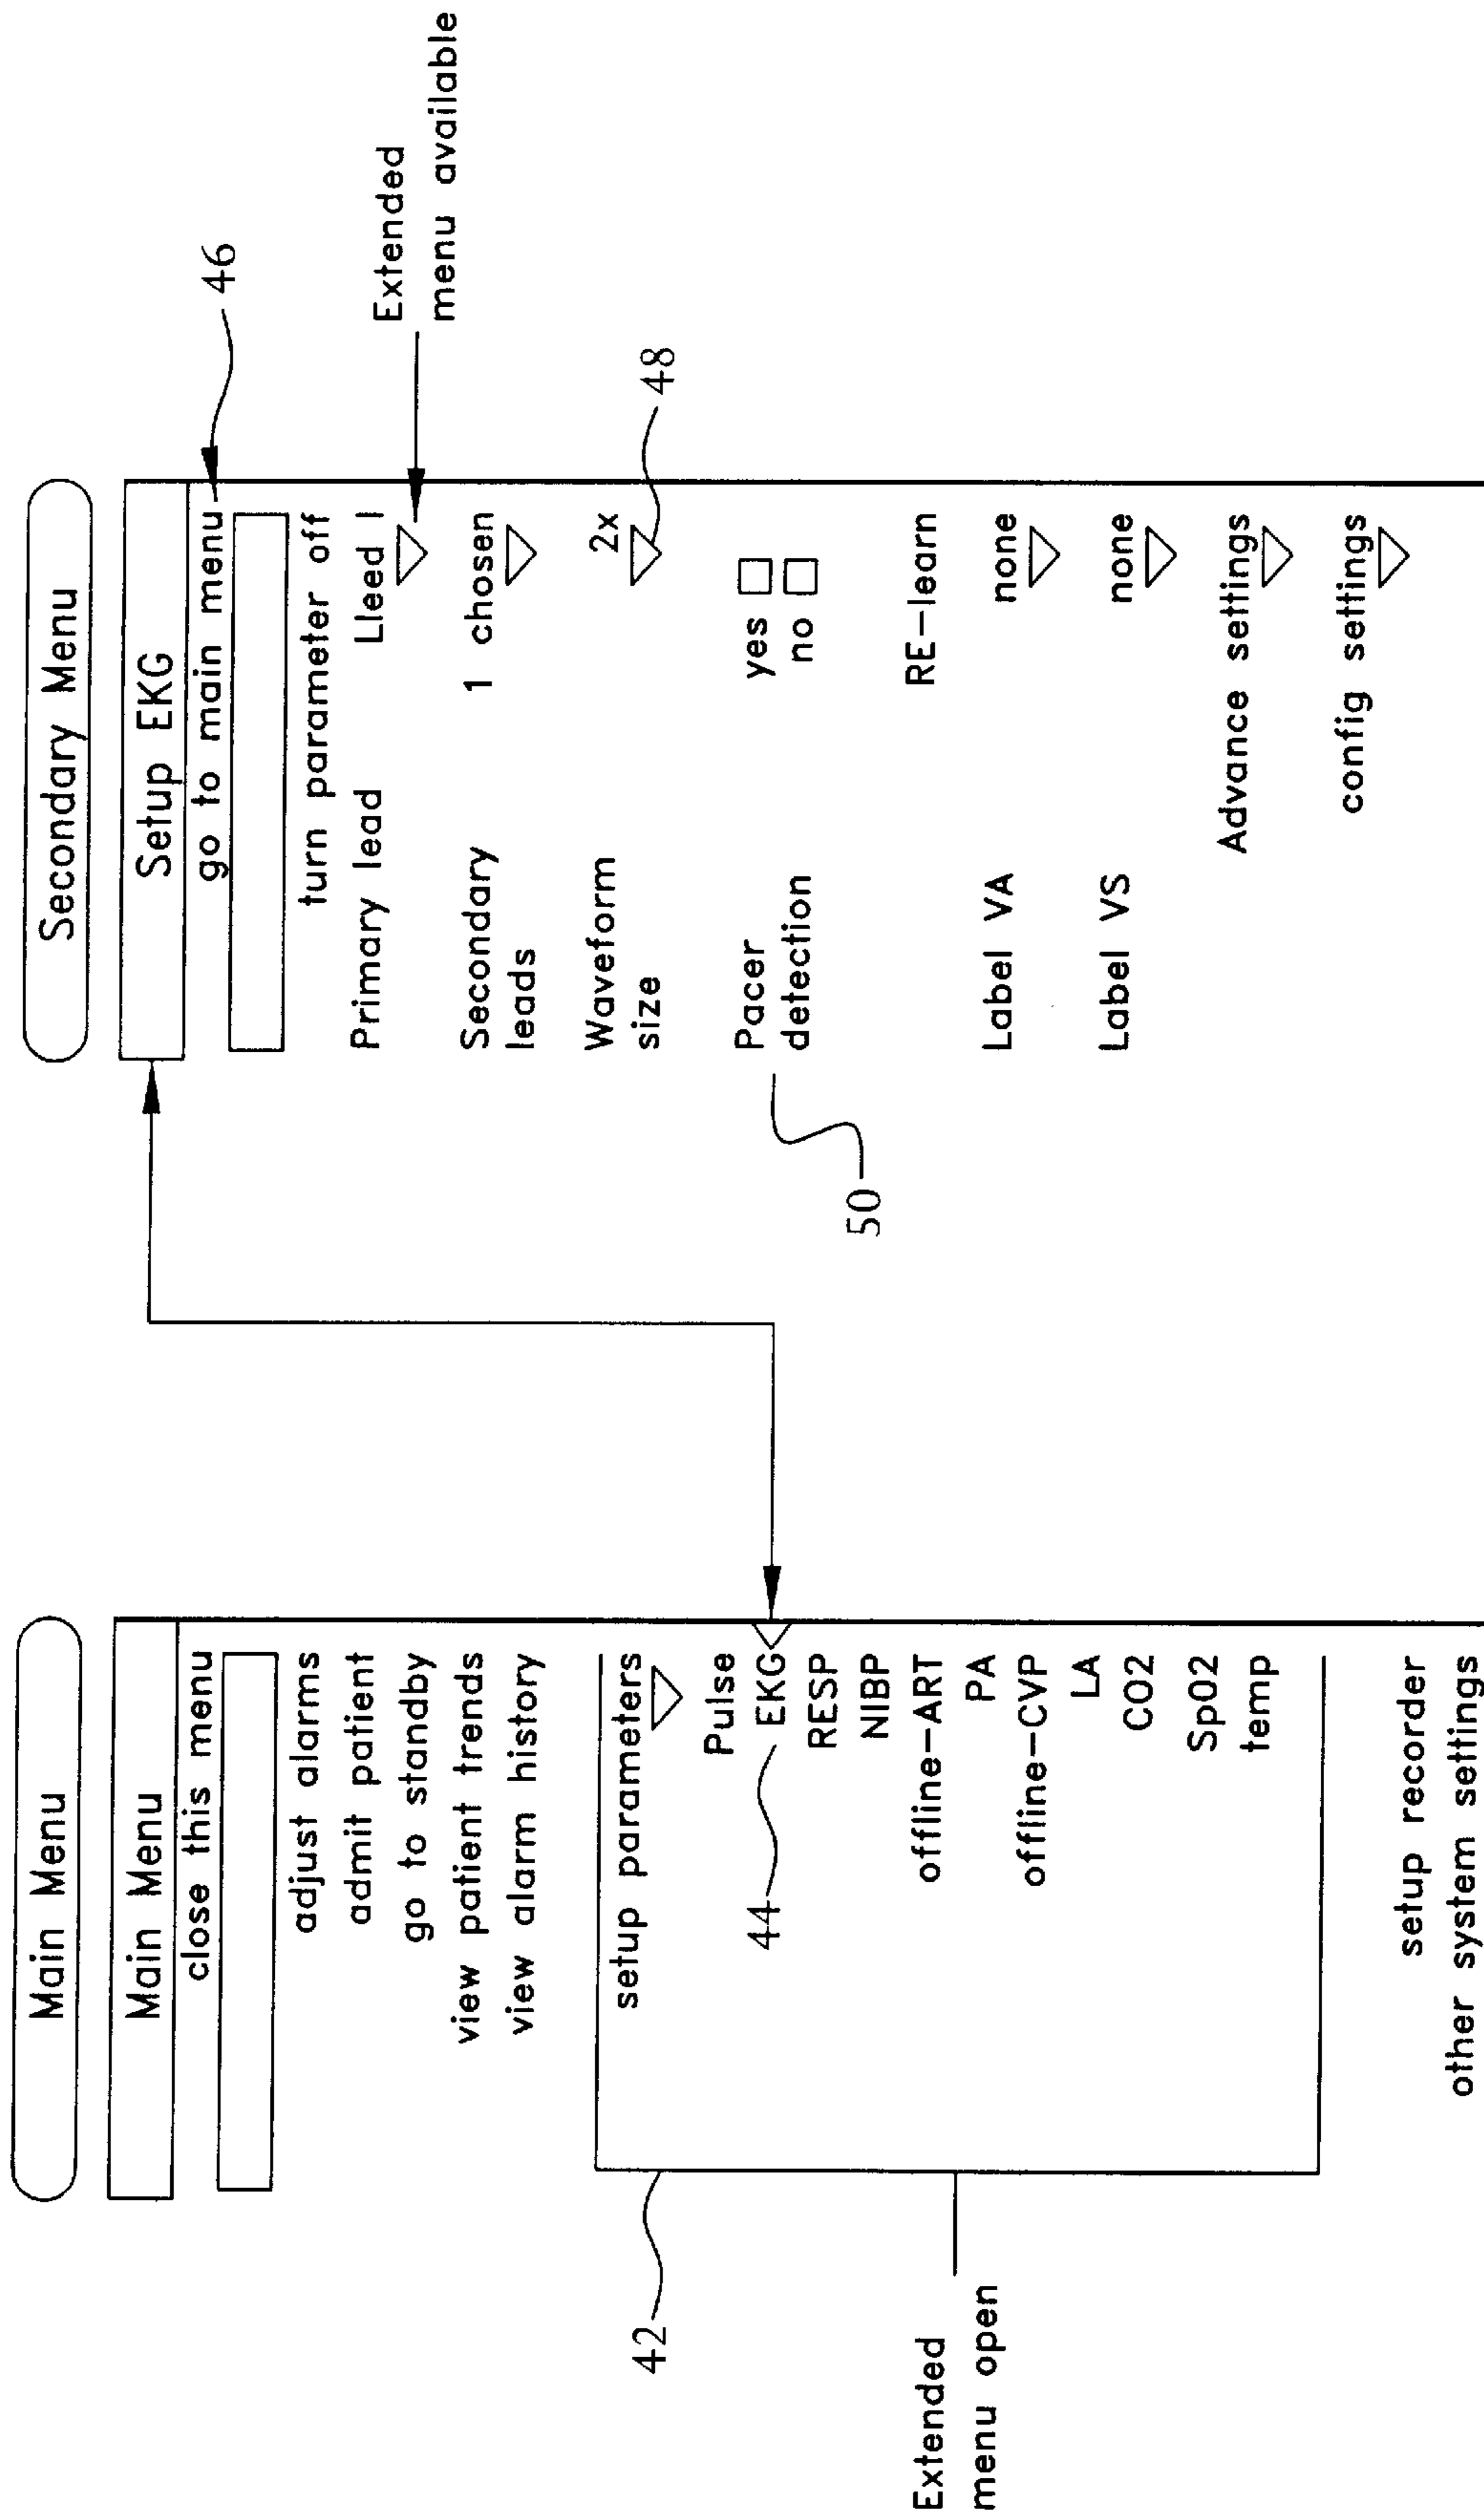 Main Menu
Main Menu
close this menu
adjust alarms
admit patient
go to standby
view patient trends
view alarm history
setup parameters
42
Pulse
44
EKG
RESP
NIBP
Extended
menu open
offline-ART
PA
offline-CVP
LA
CO2
SpO2
temp
setup recorder
other system settings
Secondary Menu
Setup EKG
go to main menu
46
turn parameter off
Primary lead Lleed I
Extended
menu available
Secondary 1 chosen
leads
Waveform 2x
size
48
Pacer yes
detection no
50
RE-learn
Label VA none
Label VS none
Advance settings
config settings